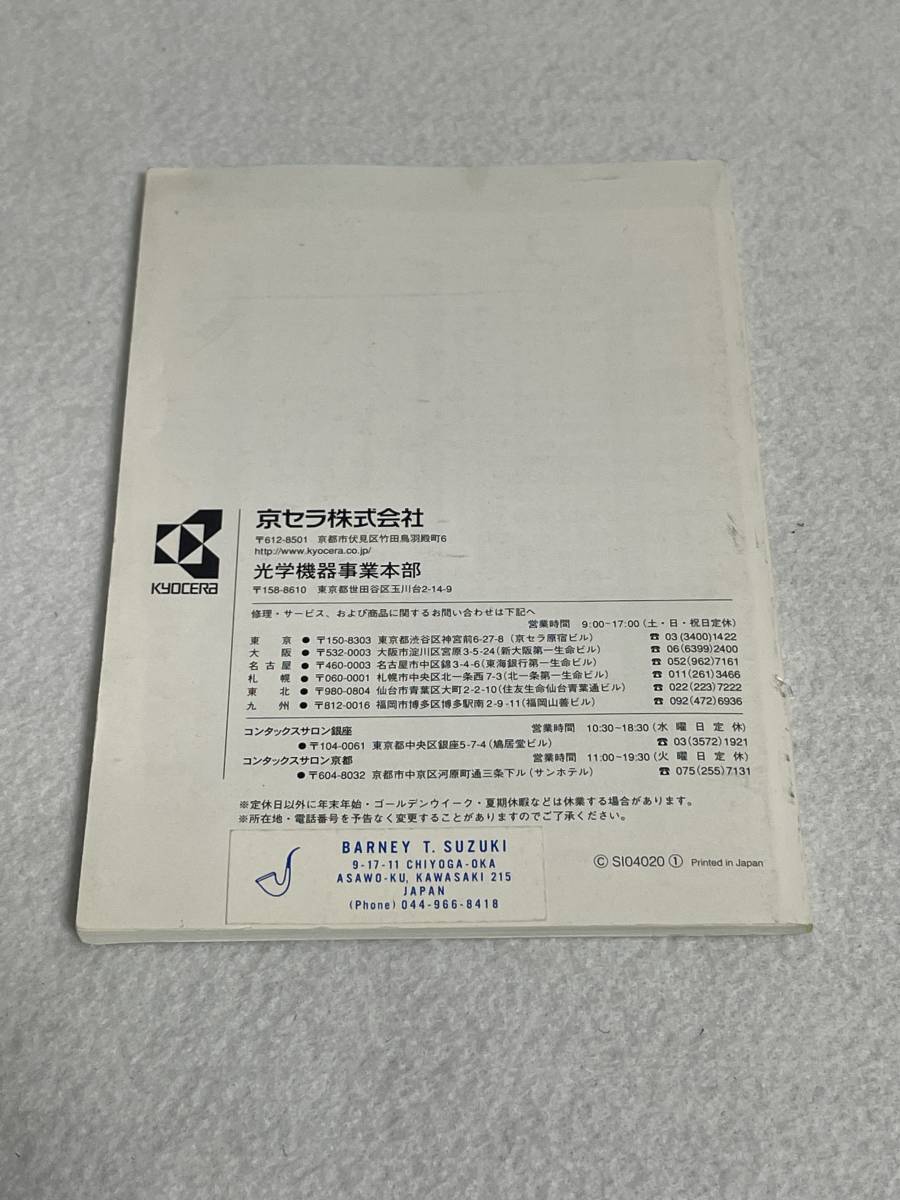 京セラ株式会社
〒612-8501 京都市伏見区竹田鳥羽殿町6
http://www.kyocera.co.jp/
KYOCERA
光学機器事業本部
〒158-8610 東京都世田谷区玉川台2-14-9
修理・サービス、および商品に関するお問い合わせは下記へ
営業時間 9:00~17:00(土・日・祝日定休)
東京 ● 〒150-8303 東京都渋谷区神宮前6-27-8(京セラ原宿ビル) ☎ 03(3400)1422
大阪 ● 〒532-0003 大阪市淀川区宮原3-5-24(新大阪第一生命ビル) ☎ 06(6399)2400
名古屋 ● 〒460-0003 名古屋市中区錦3-4-6(東海銀行第一生命ビル) ☎ 052(962)7161
札幌 ● 〒060-0001 札幌市中央区北一条西7-3(北一条第一生命ビル) ☎ 011(261)3466
東北 ● 〒980-0804 仙台市青葉区大町2-2-10(住友生命仙台青葉通ビル) ☎ 022(223)7222
九州 ● 〒812-0016 福岡市博多区博多駅南2-9-11(福岡山善ビル) ☎ 092(472)6936
コンタックスサロン銀座 営業時間 10:30~18:30(水曜日定休)
● 〒104-0061 東京都中央区銀座5-7-4(鳩居堂ビル) ☎ 03(3572)1921
コンタックスサロン京都 営業時間 11:00~19:30(火曜日定休)
● 〒604-8032 京都市中京区河原町通三条下ル(サンホテル) ☎ 075(255)7131
※定休日以外に年末年始・ゴールデンウイーク・夏期休暇などは休業する場合があります。
※所在地・電話番号を予告なく変更することがありますのでご了承ください。
BARNEY T. SUZUKI
9-17-11 CHIYOGA-OKA
ASAWO-KU, KAWASAKI 215
JAPAN
(Phone) 044-966-8418
© SI04020 ① Printed in Japan